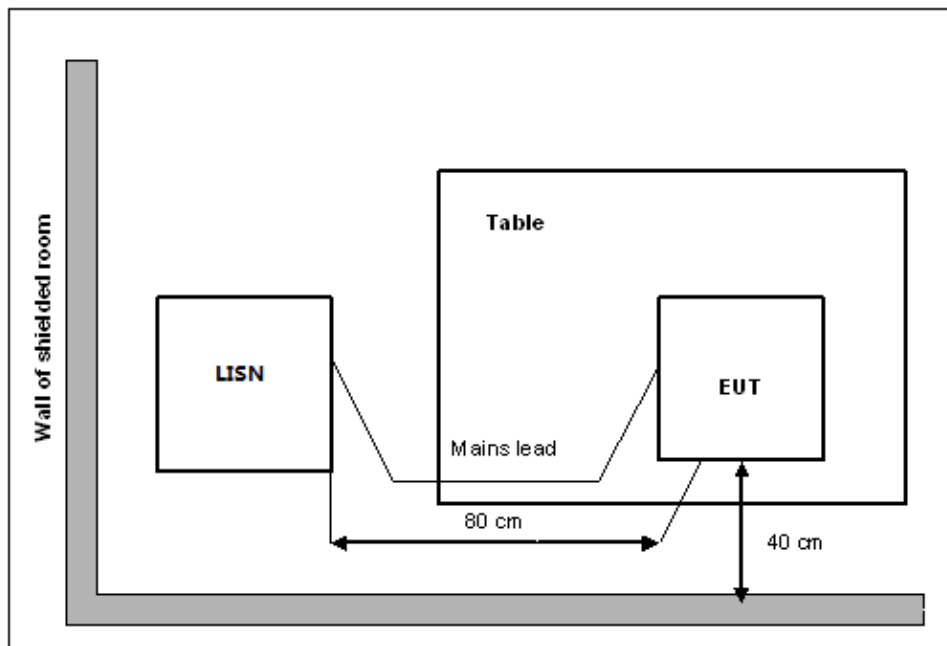 Wall of shielded room
Table
LISN
EUT
Mains lead
80 cm
40 cm